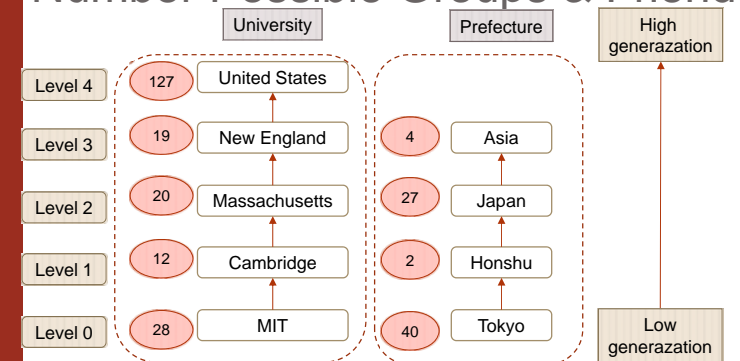 University
Prefecture
High
generazation
Level 4
127
United States
Level 3
19
New England
4
Asia
Level 2
20
Massachusetts
27
Japan
Level 1
12
Cambridge
2
Honshu
Level 0
28
MIT
40
Tokyo
Low
generazation